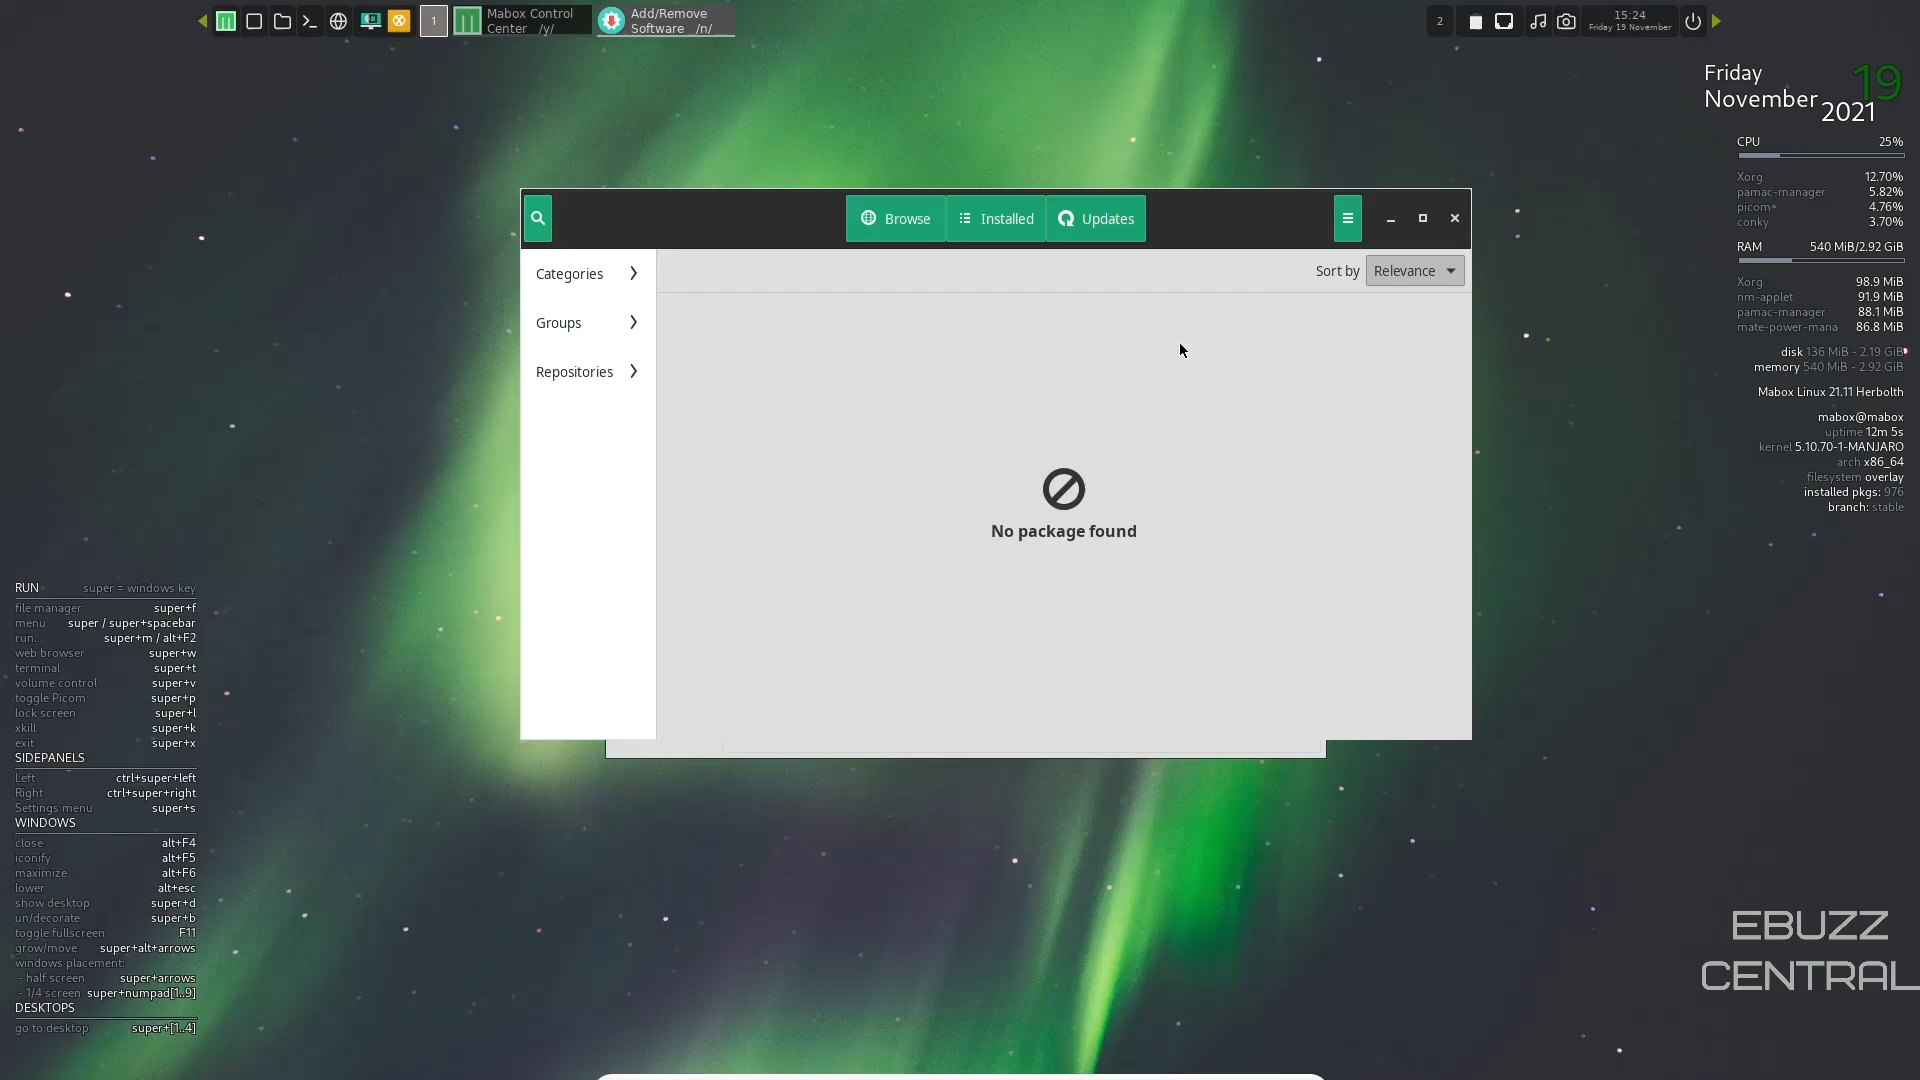 1
Mabox Control
Center /y/
Add/Remove
Software /n/
2
15:24
Friday 19 November
Friday
19
November
2021
CPU 25%
Xorg 12.70%
pamac-manager 5.82%
picom* 4.76%
conky 3.70%
RAM 540 MiB/2.92 GiB
Xorg 98.9 MiB
nm-applet 91.9 MiB
pamac-manager 88.1 MiB
mate-power-mana 86.8 MiB
disk 136 MiB - 2.19 GiB
memory 540 MiB - 2.92 GiB
Mabox Linux 21.11 Herbolth
mabox@mabox
uptime 12m 5s
kernel 5.10.70-1-MANJARO
arch x86_64
filesystem overlay
installed pkgs: 976
branch: stable
Browse Installed Updates
Categories
Groups
Repositories
Sort by Relevance
No package found
RUN super = windows key
file manager super+f
menu super / super+spacebar
run... super+m / alt+F2
web browser super+w
terminal super+t
volume control super+v
toggle Picom super+p
lock screen super+l
xkill super+k
exit super+x
SIDEPANELS
Left ctrl+super+left
Right ctrl+super+right
Settings menu super+s
WINDOWS
close alt+F4
iconify alt+F5
maximize alt+F6
lower alt+esc
show desktop super+d
un/decorate super+b
toggle fullscreen F11
grow/move super+alt+arrows
windows placement:
- half screen super+arrows
- 1/4 screen super+numpad[1..9]
DESKTOPS
go to desktop super+[1..4]
EBUZZ
CENTRAL